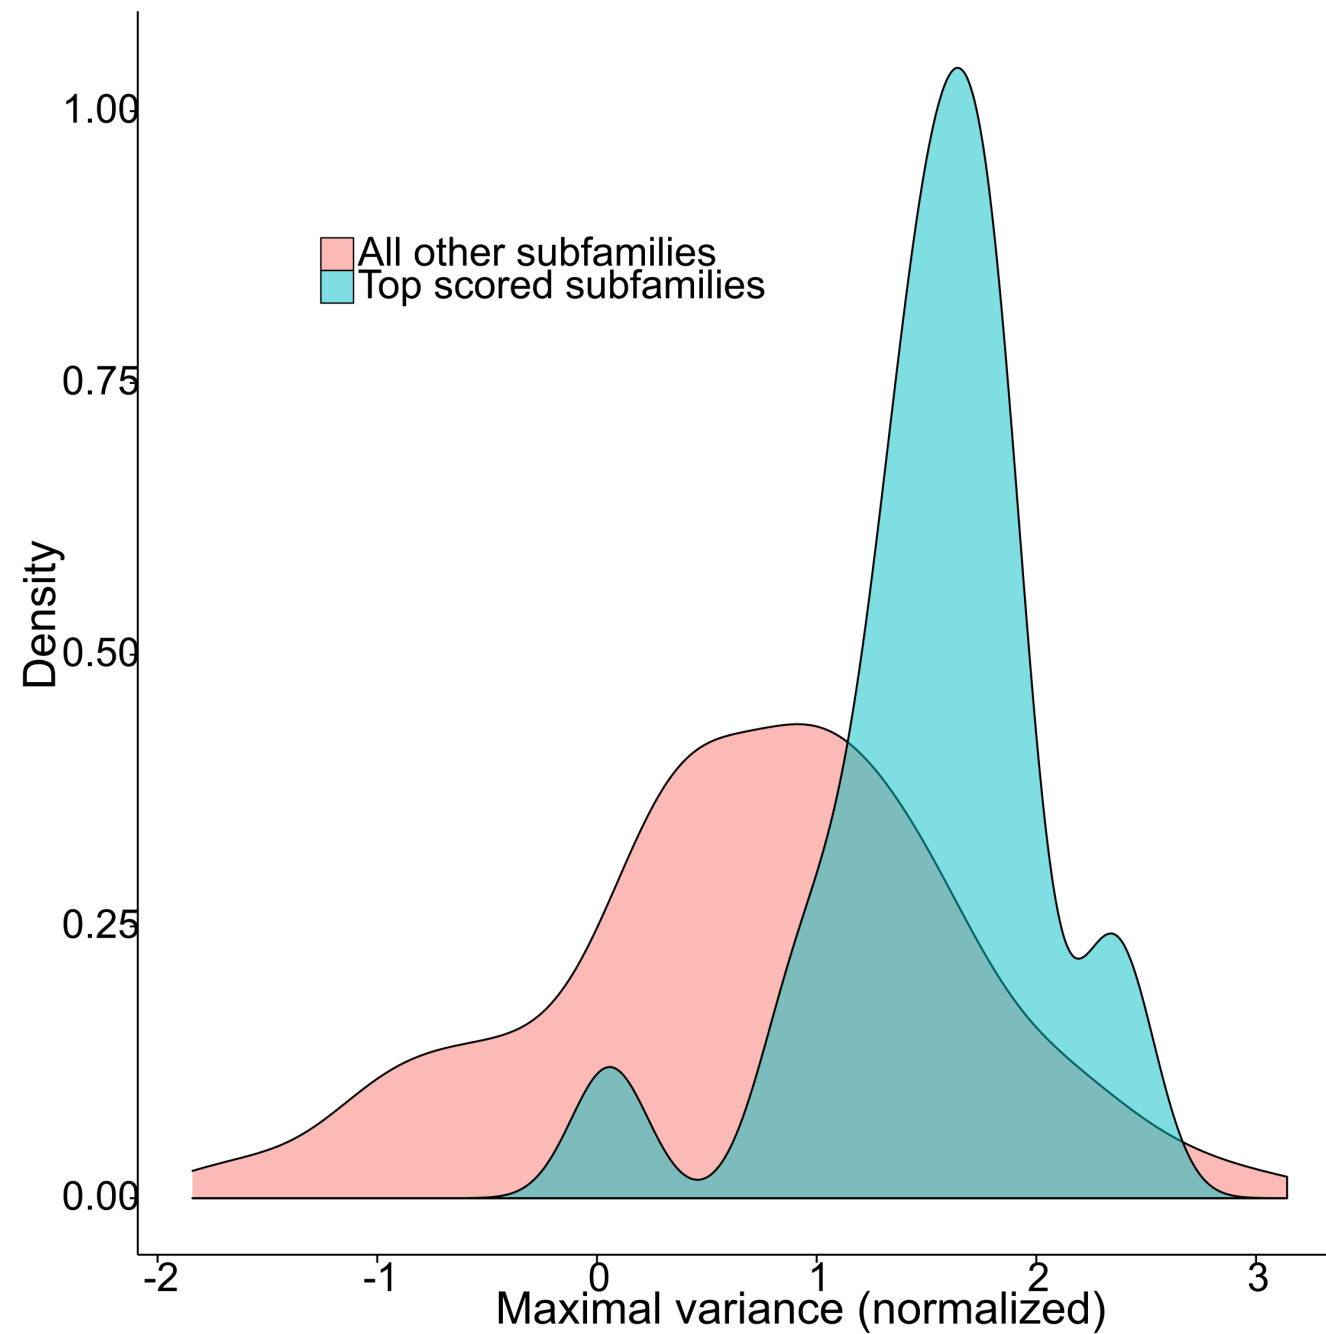 1.00
All other subfamilies
Top scored subfamilies
0.75
Density
0.50
0.25
0.00
-2 -1 0 1 2 3
Maximal variance (normalized)